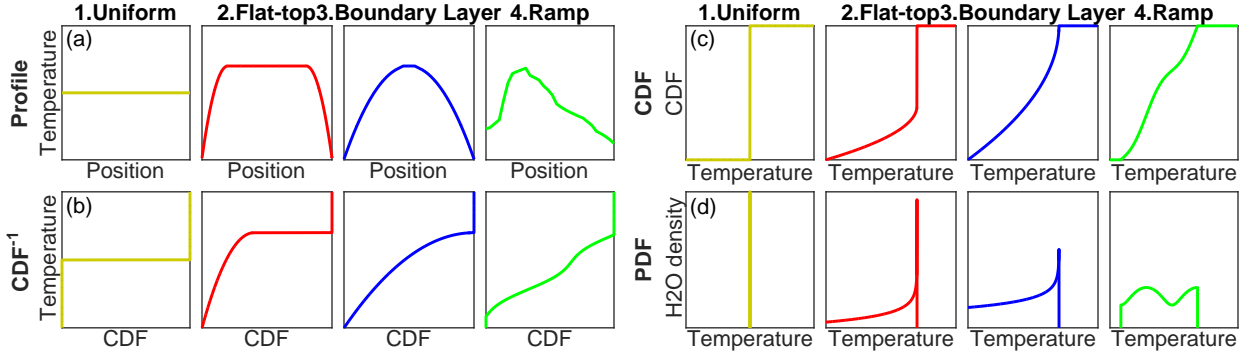 1.Uniform 2.Flat-top3.Boundary Layer 4.Ramp
(a)
Profile
Temperature
Position Position Position Position
(b)
CDF-1
Temperature
CDF CDF CDF CDF
1.Uniform 2.Flat-top3.Boundary Layer 4.Ramp
(c)
CDF
CDF
Temperature Temperature Temperature Temperature
(d)
PDF
H2O density
Temperature Temperature Temperature Temperature